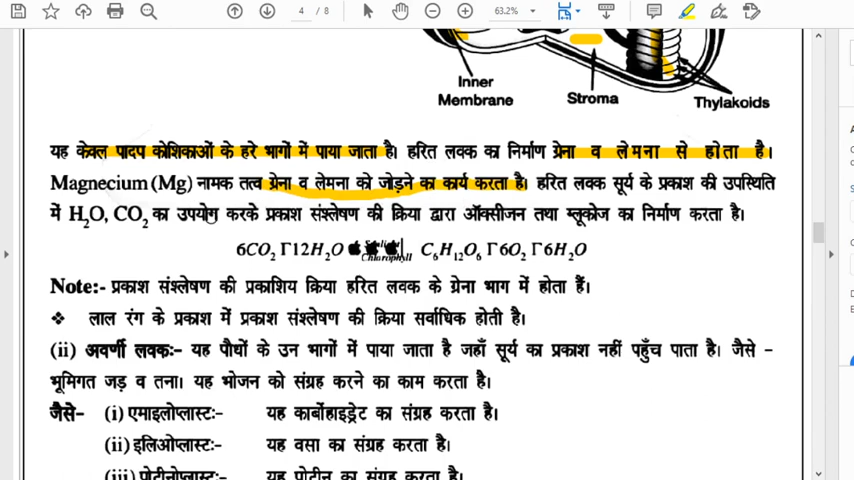 4 / 8
63.2%
Inner
Membrane
Stroma
Thylakoids
यह केवल पादप कोशिकाओं के हरे भागों में पाया जाता है। हरित लवक का निर्माण ग्रेना व लेमना से होता है।
Magnecium (Mg) नामक तत्व ग्रेना व लेमना को जोड़ने का कार्य करता है। हरित लवक सूर्य के प्रकाश की उपस्थिति
में H₂O, CO₂ का उपयोग करके प्रकाश संश्लेषण की क्रिया द्वारा ऑक्सीजन तथा ग्लूकोज का निर्माण करता है।
6CO₂ Γ12H₂O Chlorophyll C₆H₁₂O₆ Γ6O₂ Γ6H₂O
Note:- प्रकाश संश्लेषण की प्रकाशिय क्रिया हरित लवक के ग्रेना भाग में होता हैं।
❖ लाल रंग के प्रकाश में प्रकाश संश्लेषण की क्रिया सर्वाधिक होती है।
(ii) अवर्णी लवकः- यह पौधों के उन भागों में पाया जाता है जहाँ सूर्य का प्रकाश नहीं पहुँच पाता है। जैसे -
भूमिगत जड़ व तना। यह भोजन को संग्रह करने का काम करता है।
जैसे- (i) एमाइलोप्लास्टः- यह कार्बोहाइड्रेट का संग्रह करता है।
(ii) इलिओप्लास्टः- यह वसा का संग्रह करता है।
(iii) प्रोटीनोप्लास्टः- यह प्रोटीन का संग्रह करता है।